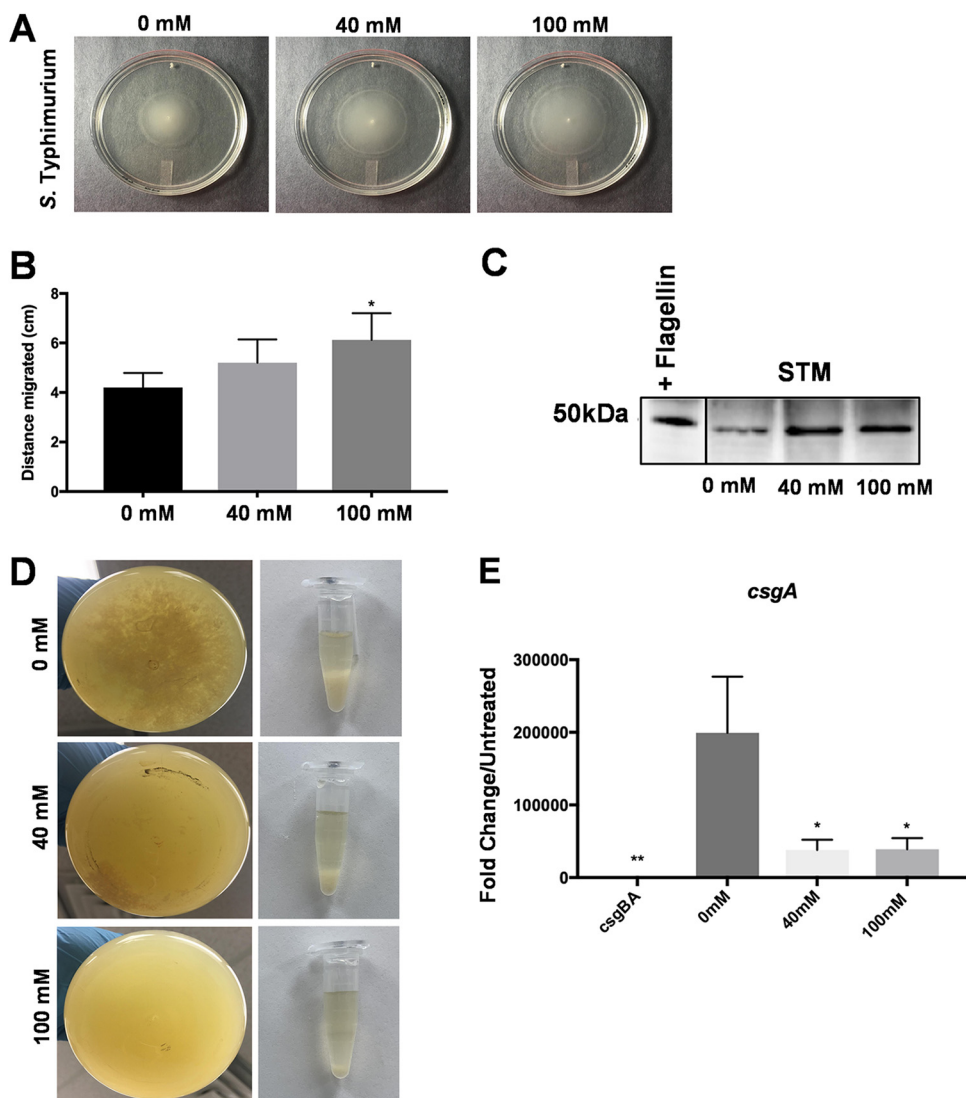 A
0 mM
40 mM
100 mM
S. Typhimurium
B
Distance migrated (cm)
8
6
4
2
0
*
0 mM
40 mM
100 mM
C
+ Flagellin
STM
50kDa
0 mM
40 mM
100 mM
D
0 mM
40 mM
100 mM
E
csgA
Fold Change/Untreated
300000
200000
100000
0
**
*
*
csgBA
0mM
40mM
100mM